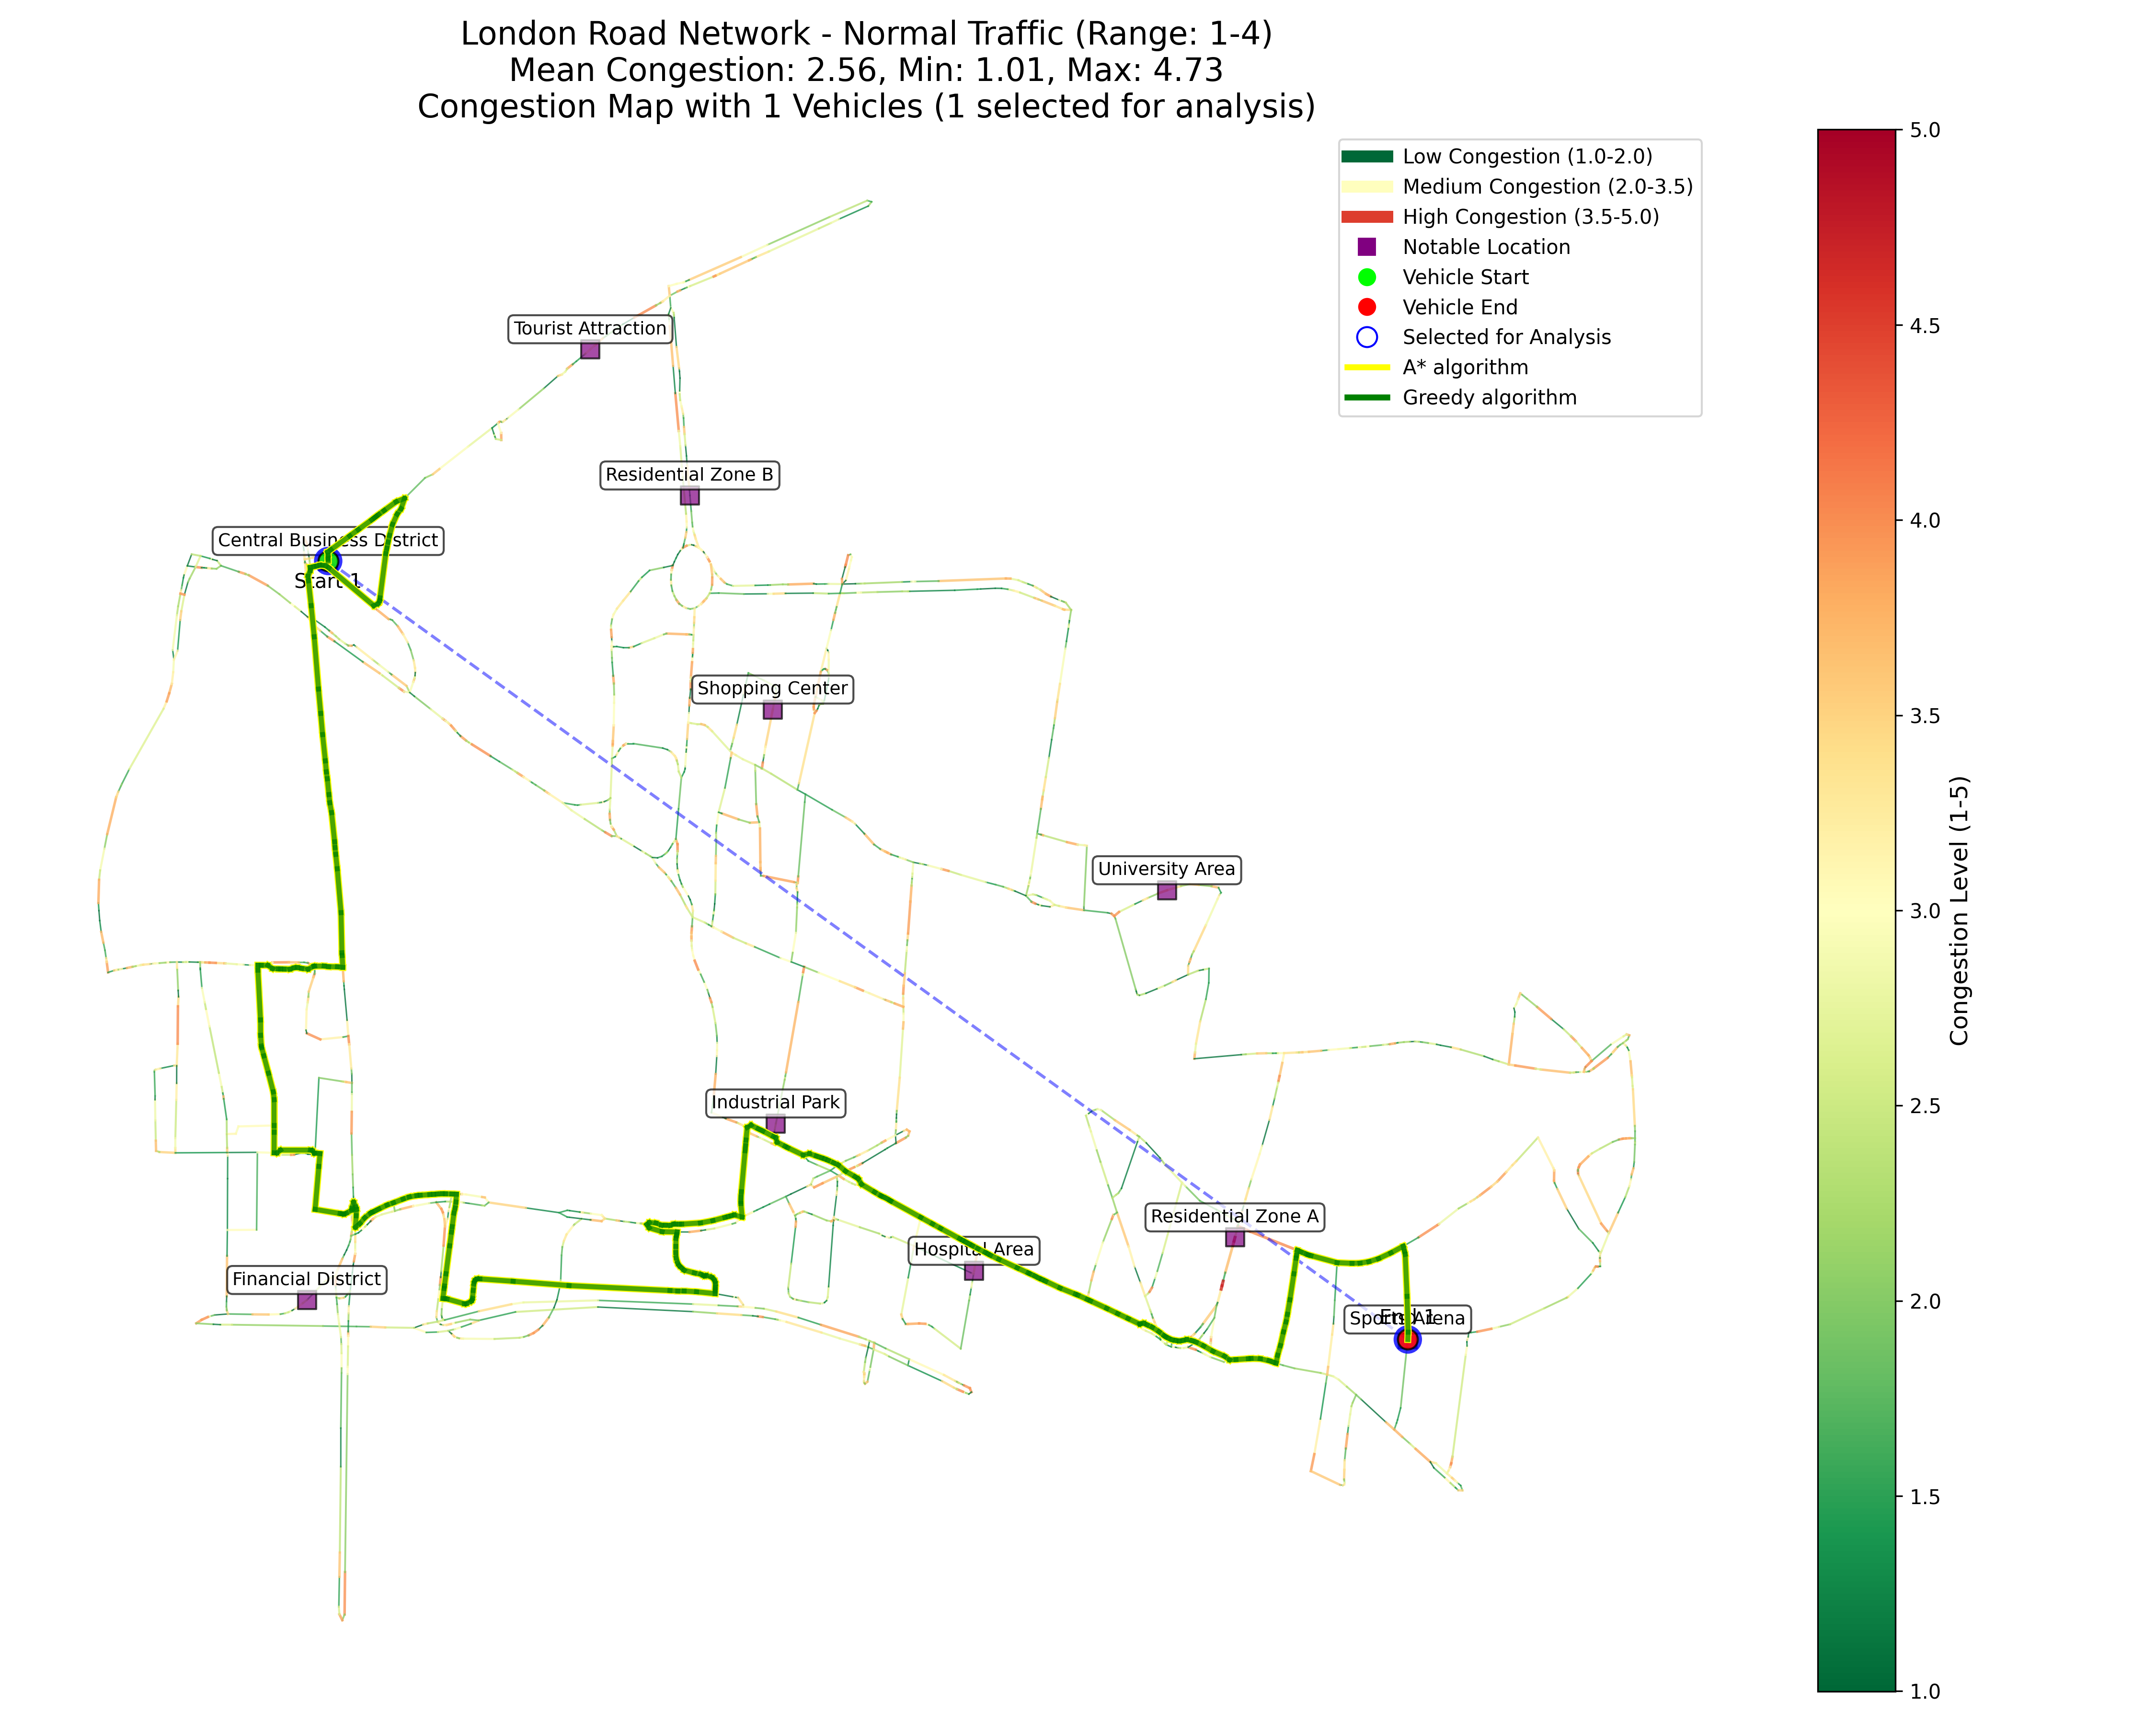 London Road Network - Normal Traffic (Range: 1-4)
Mean Congestion: 2.56, Min: 1.01, Max: 4.73
Congestion Map with 1 Vehicles (1 selected for analysis)
Low Congestion (1.0-2.0)
Medium Congestion (2.0-3.5)
High Congestion (3.5-5.0)
Notable Location
Vehicle Start
Vehicle End
Selected for Analysis
A* algorithm
Greedy algorithm
Tourist Attraction
Residential Zone B
Central Business District
Start 1
Shopping Center
University Area
Industrial Park
Residential Zone A
Hospital Area
Financial District
Sports Arena
End 1
5.0
4.5
4.0
3.5
3.0
2.5
2.0
1.5
1.0
Congestion Level (1-5)